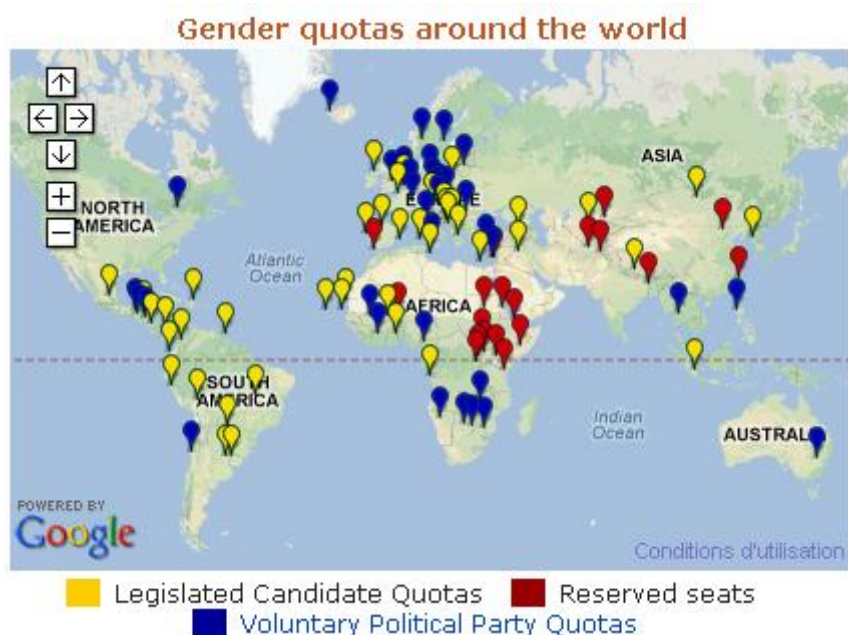 Gender quotas around the world
ASIA
NORTH
AMERICA
Atlantic
Ocean
AFRICA
SOUTH
AMERICA
Indian
Ocean
AUSTRAL
POWERED BY
Google
Conditions d'utilisation
Legislated Candidate Quotas
Reserved seats
Voluntary Political Party Quotas